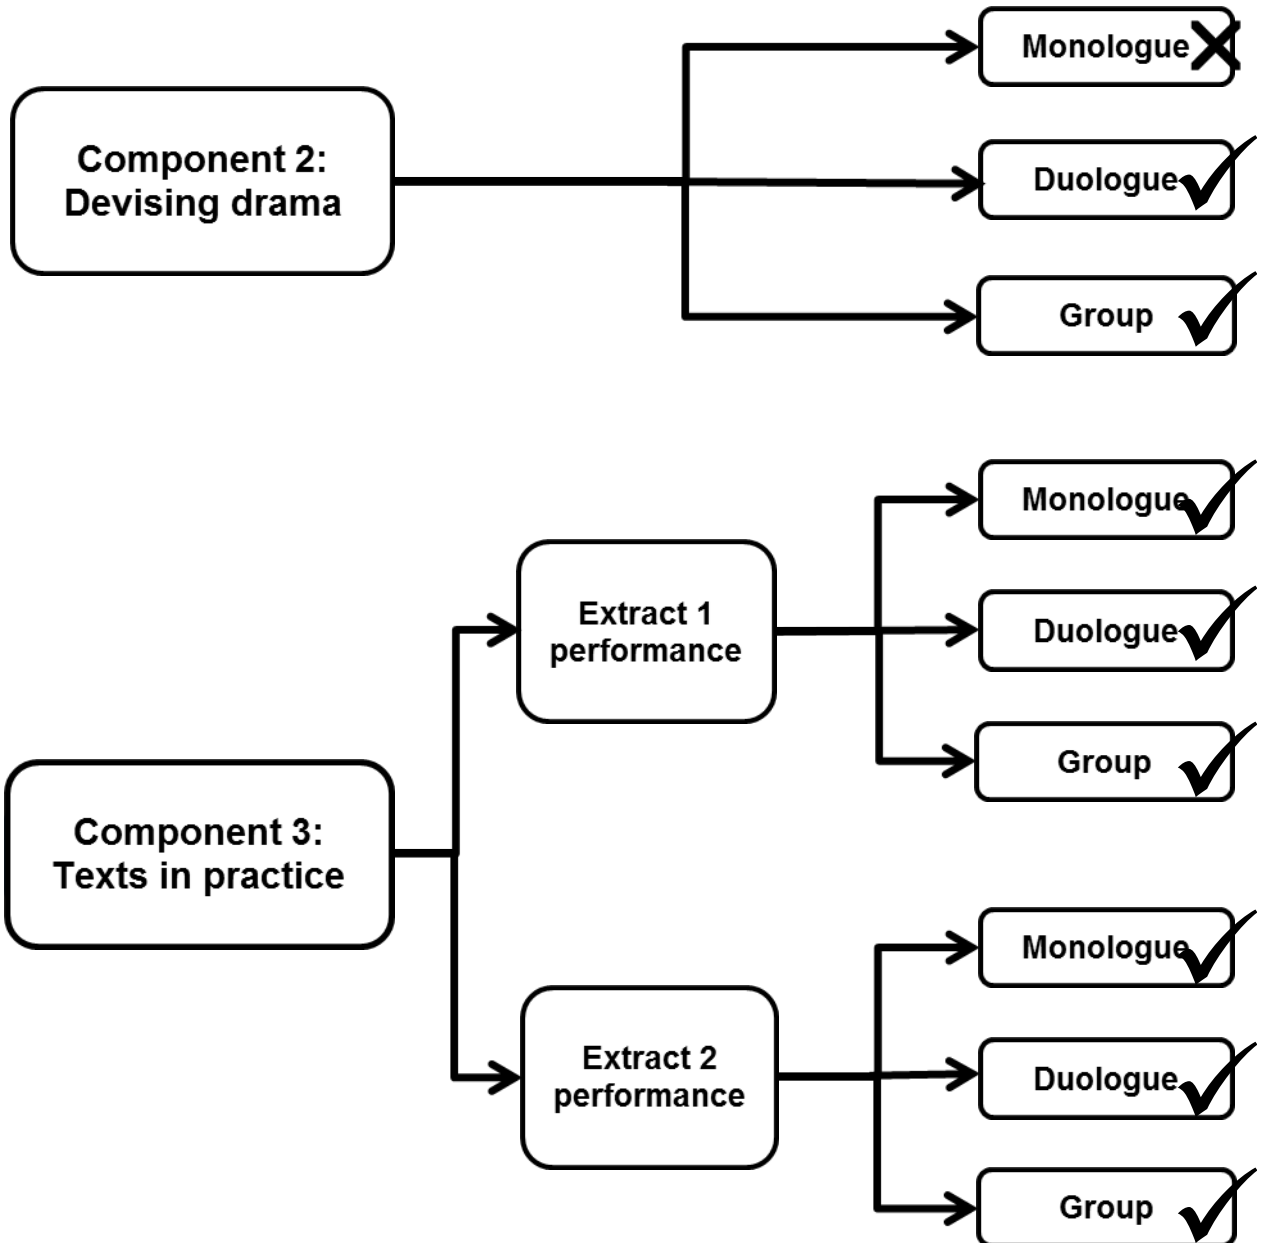 Monologue
Component 2:
Devising drama
Duologue
Group
Monologue
Extract 1
performance
Duologue
Group
Component 3:
Texts in practice
Monologue
Extract 2
performance
Duologue
Group